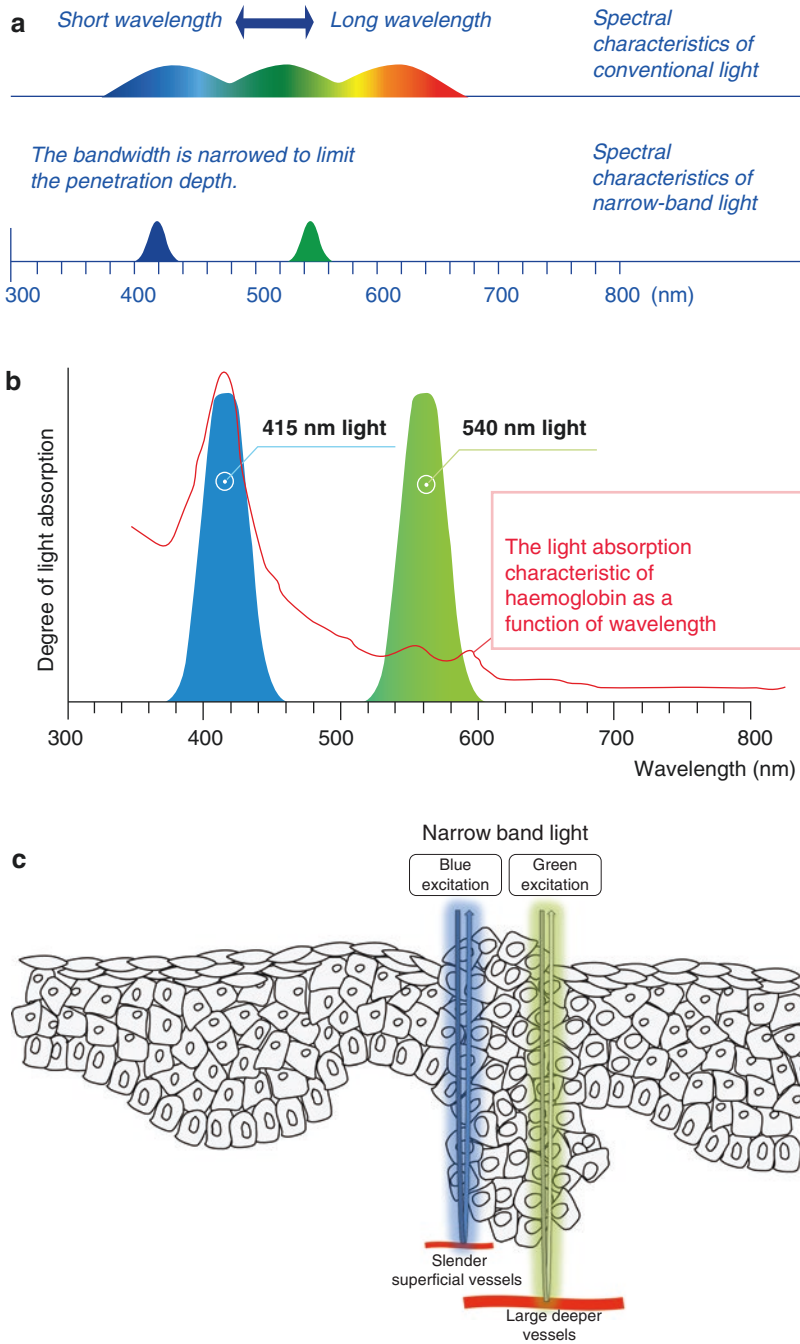 a
Short wavelength
Long wavelength
Spectral
characteristics of
conventional light
The bandwidth is narrowed to limit
the penetration depth.
Spectral
characteristics of
narrow-band light
300 400 500 600 700 800 (nm)
b
Degree of light absorption
415 nm light
540 nm light
The light absorption
characteristic of
haemoglobin as a
function of wavelength
300 400 500 600 700 800
Wavelength (nm)
c
Narrow band light
Blue
excitation
Green
excitation
Slender
superficial vessels
Large deeper
vessels